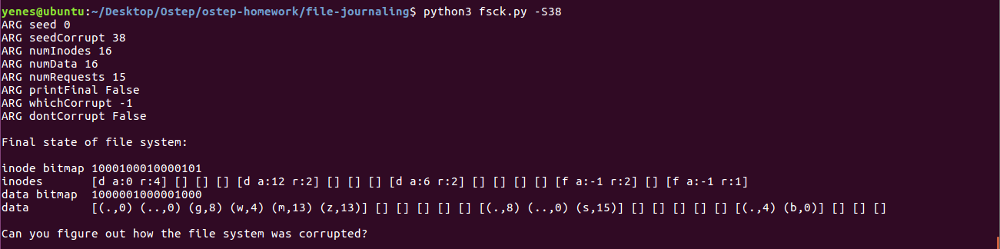 yenes@ubuntu:~/Desktop/Ostep/ostep-homework/file-journaling$ python3 fsck.py -S38
ARG seed 0
ARG seedCorrupt 38
ARG numInodes 16
ARG numData 16
ARG numRequests 15
ARG printFinal False
ARG whichCorrupt -1
ARG dontCorrupt False
Final state of file system:
inode bitmap 1000100010000101
inodes       [d a:0 r:4] [] [] [] [d a:12 r:2] [] [] [] [d a:6 r:2] [] [] [] [] [f a:-1 r:2] [] [f a:-1 r:1]
data bitmap  1000001000001000
data         [(.,0) (..,0) (g,8) (w,4) (m,13) (z,13)] [] [] [] [] [] [(.,8) (..,0) (s,15)] [] [] [] [] [] [(.,4) (b,0)] [] [] []
Can you figure out how the file system was corrupted?